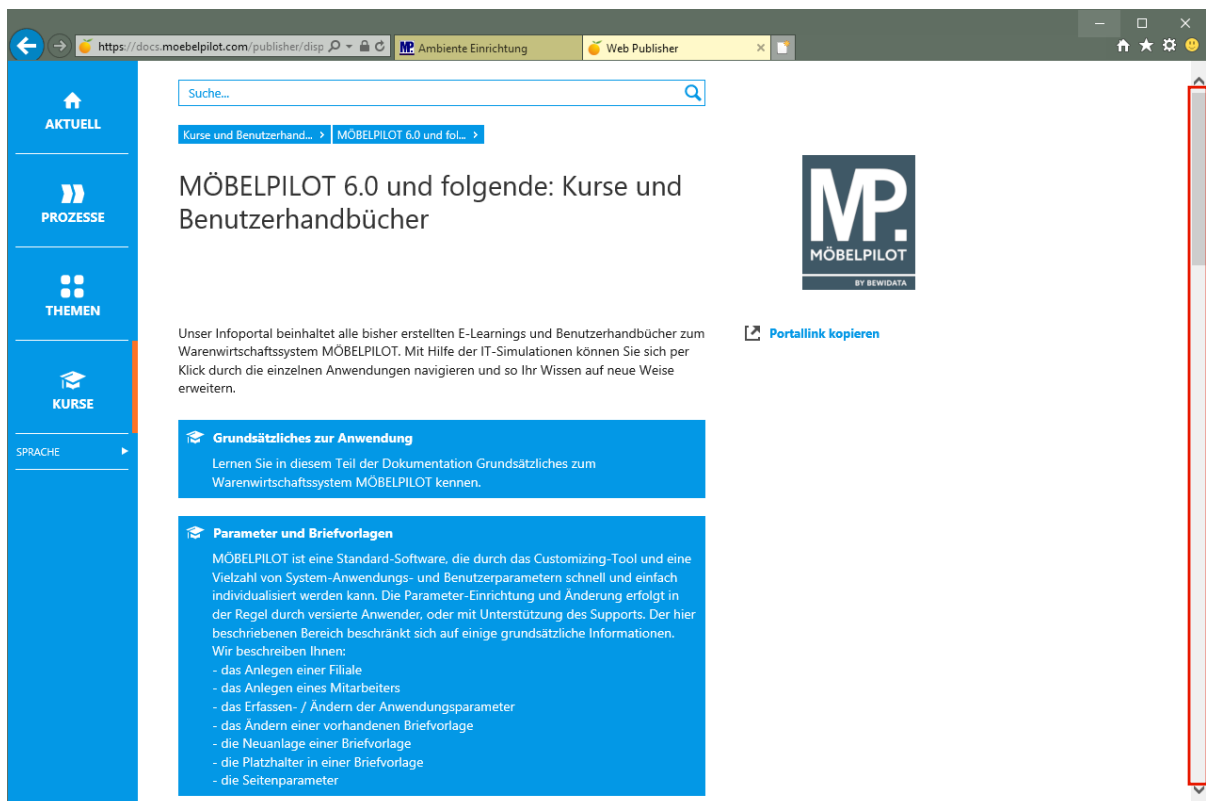 https://docs.moebelpilot.com/publisher/disp
MP. Ambiente Einrichtung
Web Publisher
AKTUELL
PROZESSE
THEMEN
KURSE
SPRACHE
Suche...
Kurse und Benutzerhand... > MÖBELPILOT 6.0 und fol... >
MÖBELPILOT 6.0 und folgende: Kurse und
Benutzerhandbücher
MP.
MÖBELPILOT
BY BEWIDATA
Unser Infoportal beinhaltet alle bisher erstellten E-Learnings und Benutzerhandbücher zum
Warenwirtschaftssystem MÖBELPILOT. Mit Hilfe der IT-Simulationen können Sie sich per
Klick durch die einzelnen Anwendungen navigieren und so Ihr Wissen auf neue Weise
erweitern.
Portallink kopieren
Grundsätzliches zur Anwendung
Lernen Sie in diesem Teil der Dokumentation Grundsätzliches zum
Warenwirtschaftssystem MÖBELPILOT kennen.
Parameter und Briefvorlagen
MÖBELPILOT ist eine Standard-Software, die durch das Customizing-Tool und eine
Vielzahl von System-Anwendungs- und Benutzerparametern schnell und einfach
individualisiert werden kann. Die Parameter-Einrichtung und Änderung erfolgt in
der Regel durch versierte Anwender, oder mit Unterstützung des Supports. Der hier
beschriebenen Bereich beschränkt sich auf einige grundsätzliche Informationen.
Wir beschreiben Ihnen:
- das Anlegen einer Filiale
- das Anlegen eines Mitarbeiters
- das Erfassen- / Ändern der Anwendungsparameter
- das Ändern einer vorhandenen Briefvorlage
- die Neuanlage einer Briefvorlage
- die Platzhalter in einer Briefvorlage
- die Seitenparameter